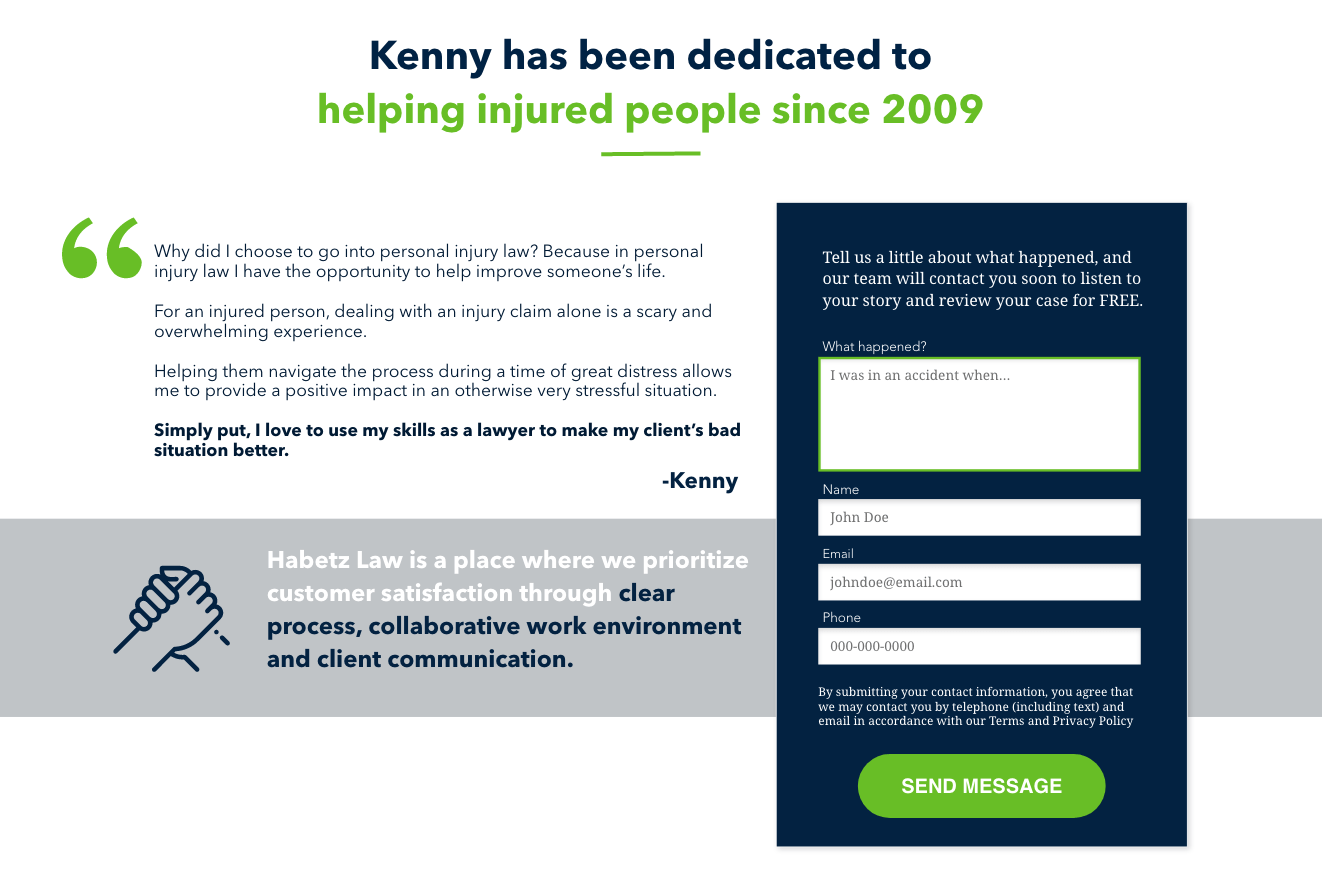 Kenny has been dedicated to
helping injured people since 2009
Why did I choose to go into personal injury law? Because in personal
injury law I have the opportunity to help improve someone’s life.
For an injured person, dealing with an injury claim alone is a scary and
overwhelming experience.
Helping them navigate the process during a time of great distress allows
me to provide a positive impact in an otherwise very stressful situation.
Simply put, I love to use my skills as a lawyer to make my client’s bad
situation better.
-Kenny
Habetz Law is a place where we prioritize
customer satisfaction through clear
process, collaborative work environment
and client communication.
Tell us a little about what happened, and
our team will contact you soon to listen to
your story and review your case for FREE.
What happened?
I was in an accident when...
Name
John Doe
Email
johndoe@email.com
Phone
000-000-0000
By submitting your contact information, you agree that
we may contact you by telephone (including text) and
email in accordance with our Terms and Privacy Policy
SEND MESSAGE